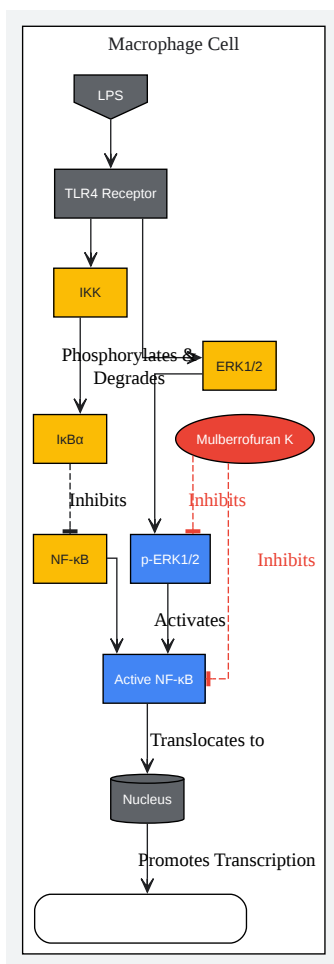 Macrophage Cell
LPS
TLR4 Receptor
IKK
Phosphorylates &
Degrades
ERK1/2
IκBα
Mulberrofuran K
Inhibits
Inhibits
NF-κB
p-ERK1/2
Inhibits
Activates
Active NF-κB
Translocates to
Nucleus
Promotes Transcription